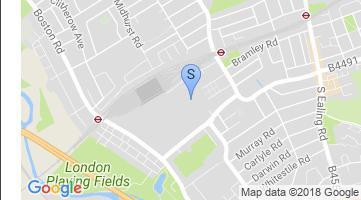 Clitherow Ave
Boston Rd
Midhurst Rd
Bramley Rd
B4491
S
S Ealing Rd
Murray Rd
Carlyle Rd
Darwin Rd
Whitestile Rd
B45
London
Playing Fields
Google
Map data ©2018 Google